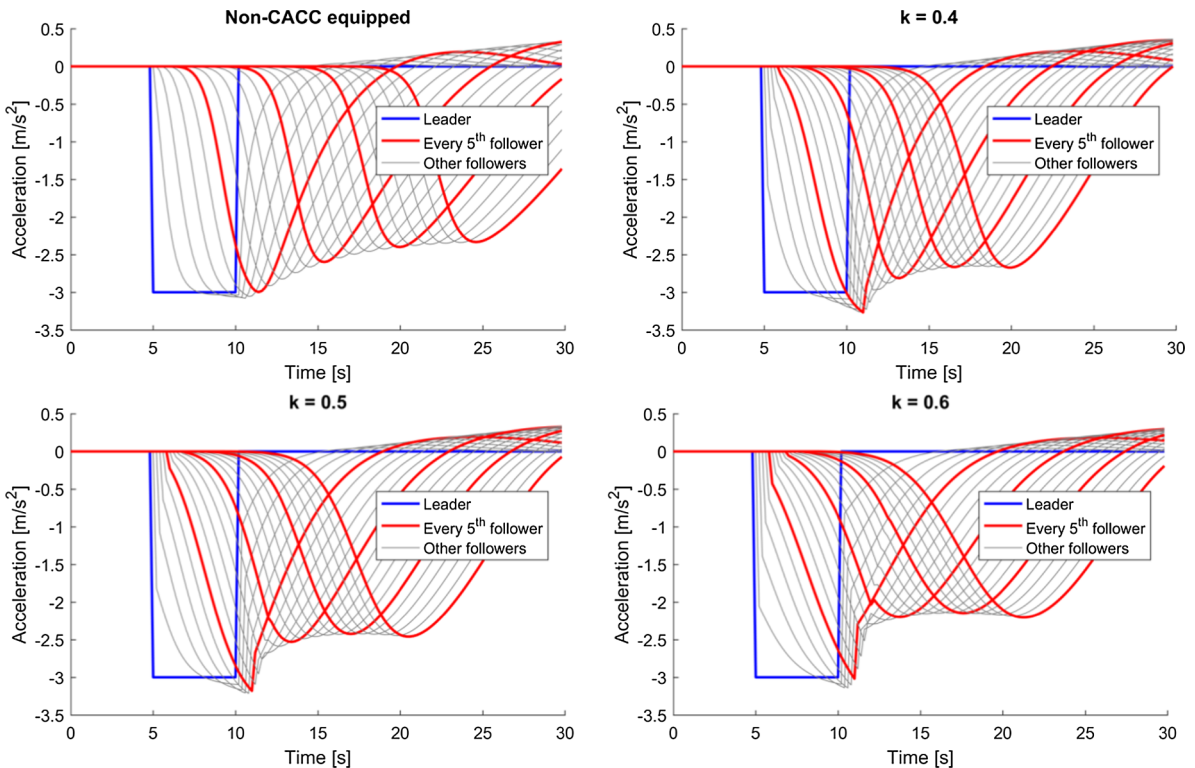 Non-CACC equipped
0.5
0
-0.5
-1
-1.5
-2
-2.5
-3
-3.5
Acceleration [m/s²]
0 5 10 15 20 25 30
Time [s]
Leader
Every 5th follower
Other followers
k = 0.4
0.5
0
-0.5
-1
-1.5
-2
-2.5
-3
-3.5
Acceleration [m/s²]
0 5 10 15 20 25 30
Time [s]
Leader
Every 5th follower
Other followers
k = 0.5
0.5
0
-0.5
-1
-1.5
-2
-2.5
-3
-3.5
Acceleration [m/s²]
0 5 10 15 20 25 30
Time [s]
Leader
Every 5th follower
Other followers
k = 0.6
0.5
0
-0.5
-1
-1.5
-2
-2.5
-3
-3.5
Acceleration [m/s²]
0 5 10 15 20 25 30
Time [s]
Leader
Every 5th follower
Other followers